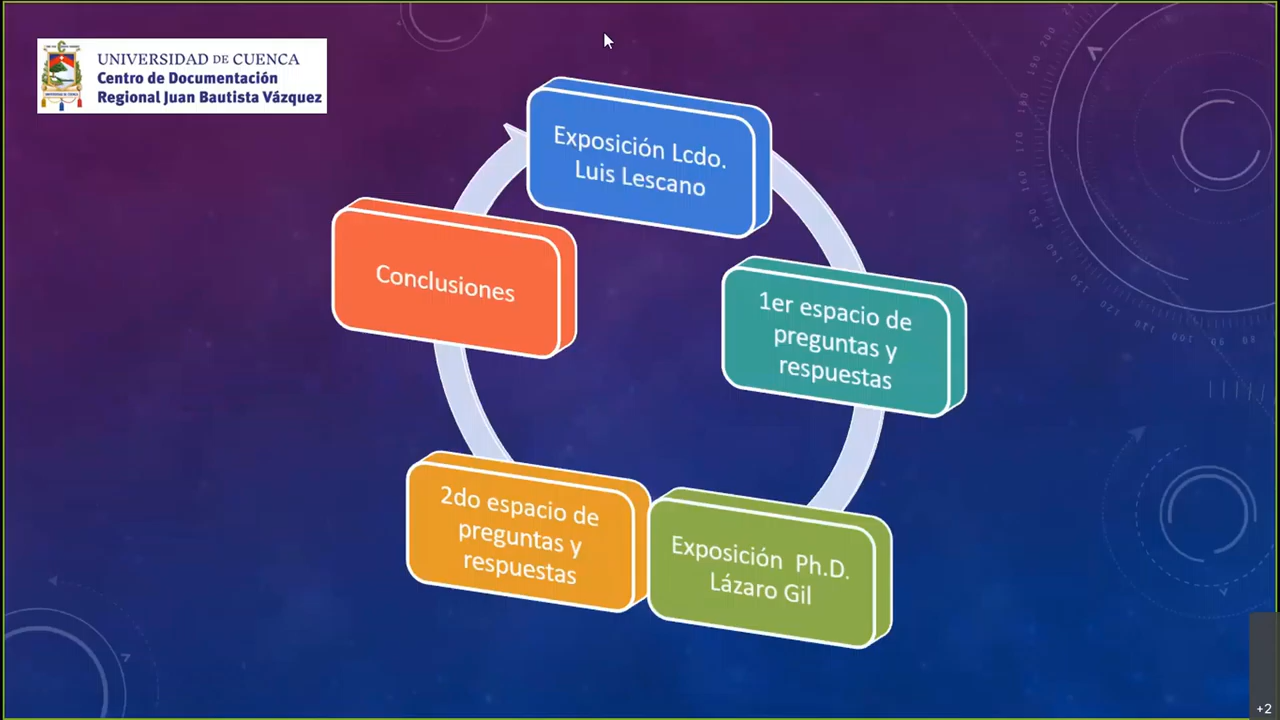 UNIVERSIDAD DE CUENCA
Centro de Documentación
Regional Juan Bautista Vázquez
Exposición Lcdo.
Luis Lescano
1er espacio de
preguntas y
respuestas
Exposición Ph.D.
Lázaro Gil
2do espacio de
preguntas y
respuestas
Conclusiones
+2